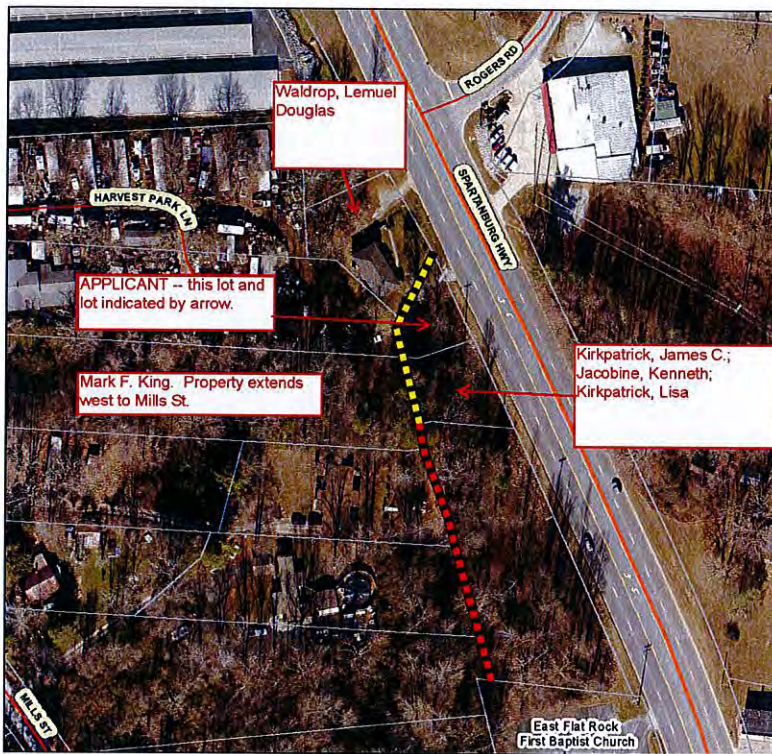 ROGERS RD
Waldrop, Lemuel
Douglas
HARVEST PARK LN
SPARTANBURG HWY
APPLICANT -- this lot and
lot indicated by arrow.
Kirkpatrick, James C.;
Jacobine, Kenneth;
Kirkpatrick, Lisa
Mark F. King. Property extends
west to Mills St.
MILLS ST
East Flat Rock
First Baptist Church